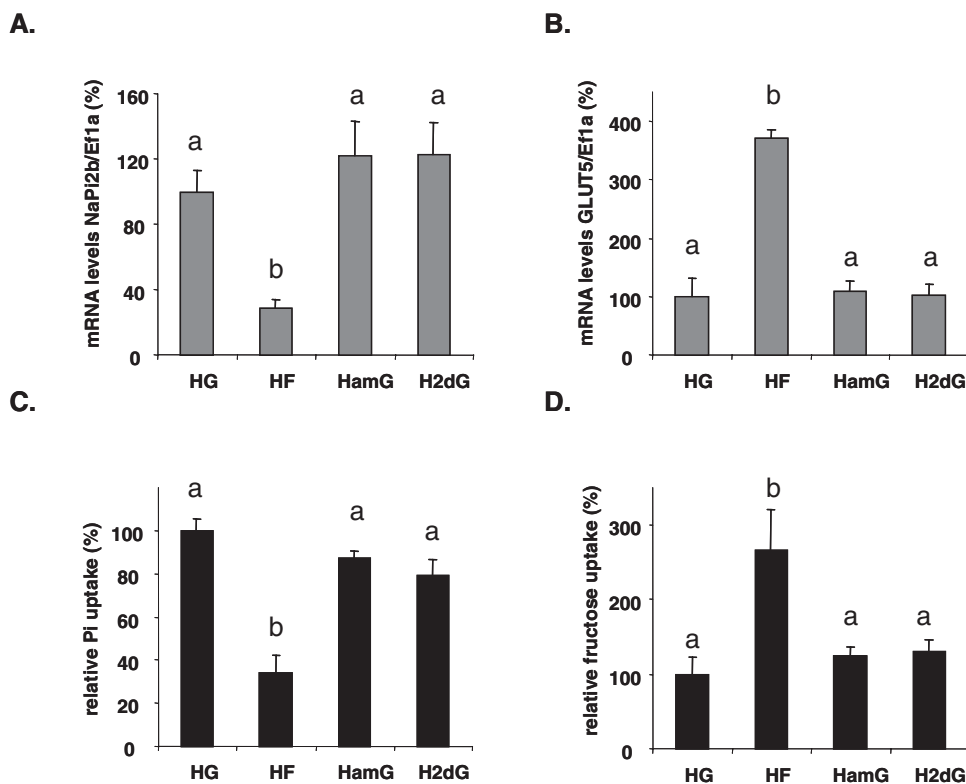 A.
mRNA levels NaPi2b/Ef1a (%)
160
120
80
40
0
a
b
a
a
HG HF HamG H2dG
B.
mRNA levels GLUT5/Ef1a (%)
400
300
200
100
0
a
b
a
a
HG HF HamG H2dG
C.
relative Pi uptake (%)
100
80
60
40
20
0
a
b
a
a
HG HF HamG H2dG
D.
relative fructose uptake (%)
300
200
100
0
a
b
a
a
HG HF HamG H2dG